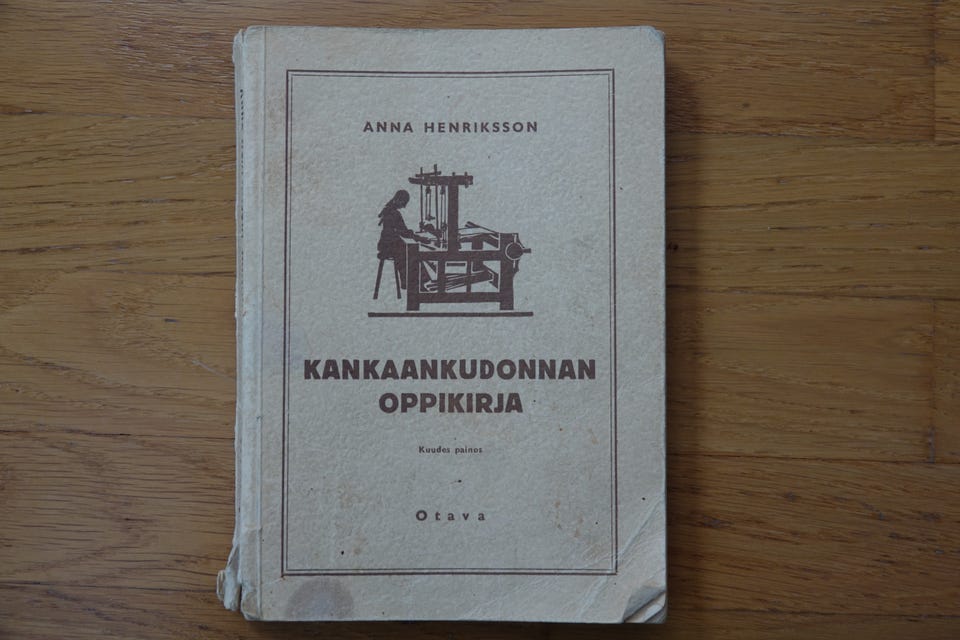 ANNA HENRIKSSON
KANKAANKUDONNAN
OPPIKIRJA
Kuudes painos
Otava